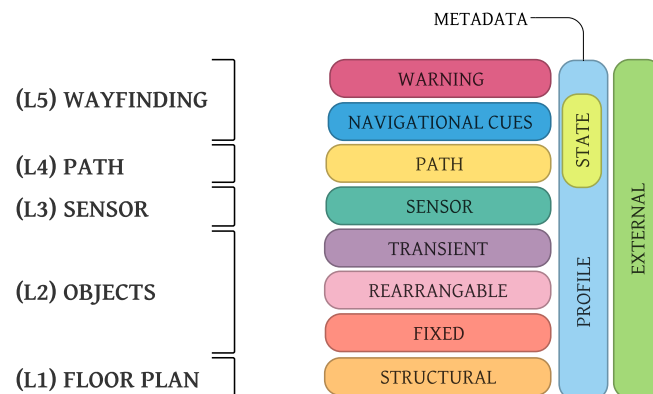 METADATA
(L5) WAYFINDING
WARNING
NAVIGATIONAL CUES
(L4) PATH
PATH
(L3) SENSOR
SENSOR
(L2) OBJECTS
TRANSIENT
REARRANGABLE
FIXED
(L1) FLOOR PLAN
STRUCTURAL
STATE
PROFILE
EXTERNAL